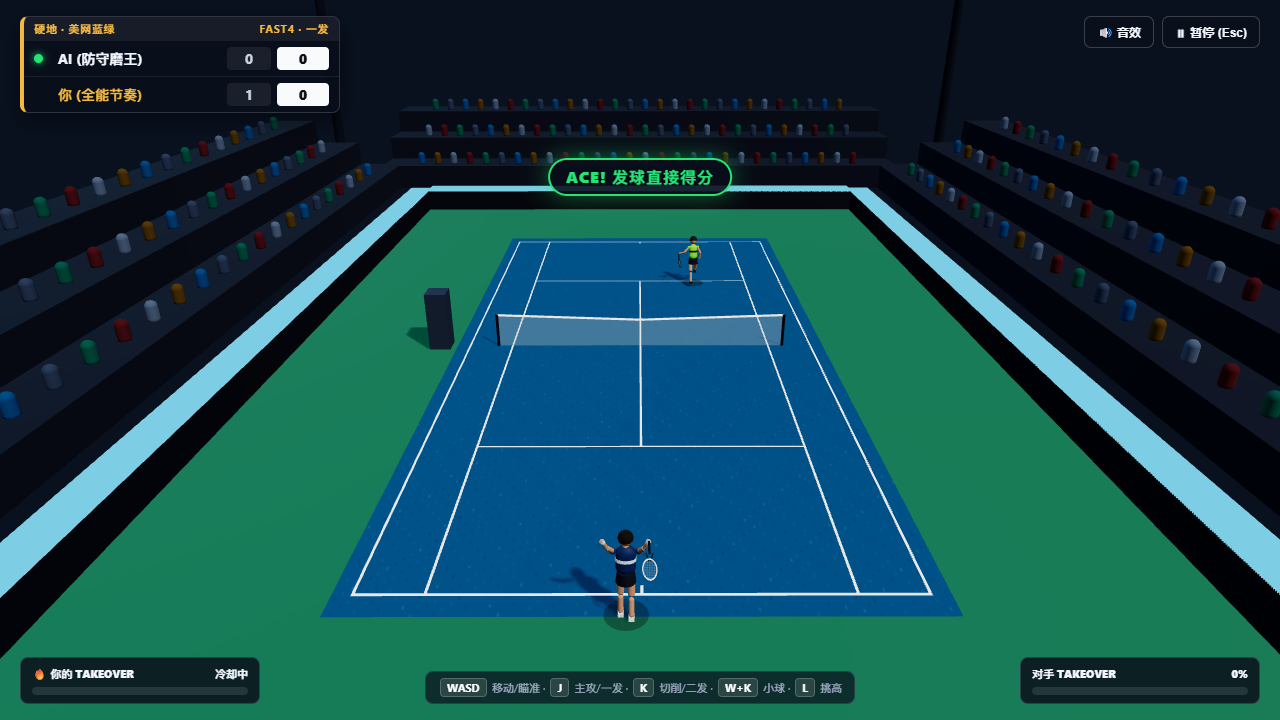 硬地 · 美网蓝绿 FAST4 · 一发
AI (防守磨王) 0 0
你 (全能节奏) 1 0
音效
暂停 (Esc)
ACE! 发球直接得分
你的 TAKEOVER 冷却中
WASD 移动/瞄准 · J 主攻/一发 · K 切削/二发 · W+K 小球 · L 挑高
对手 TAKEOVER 0%